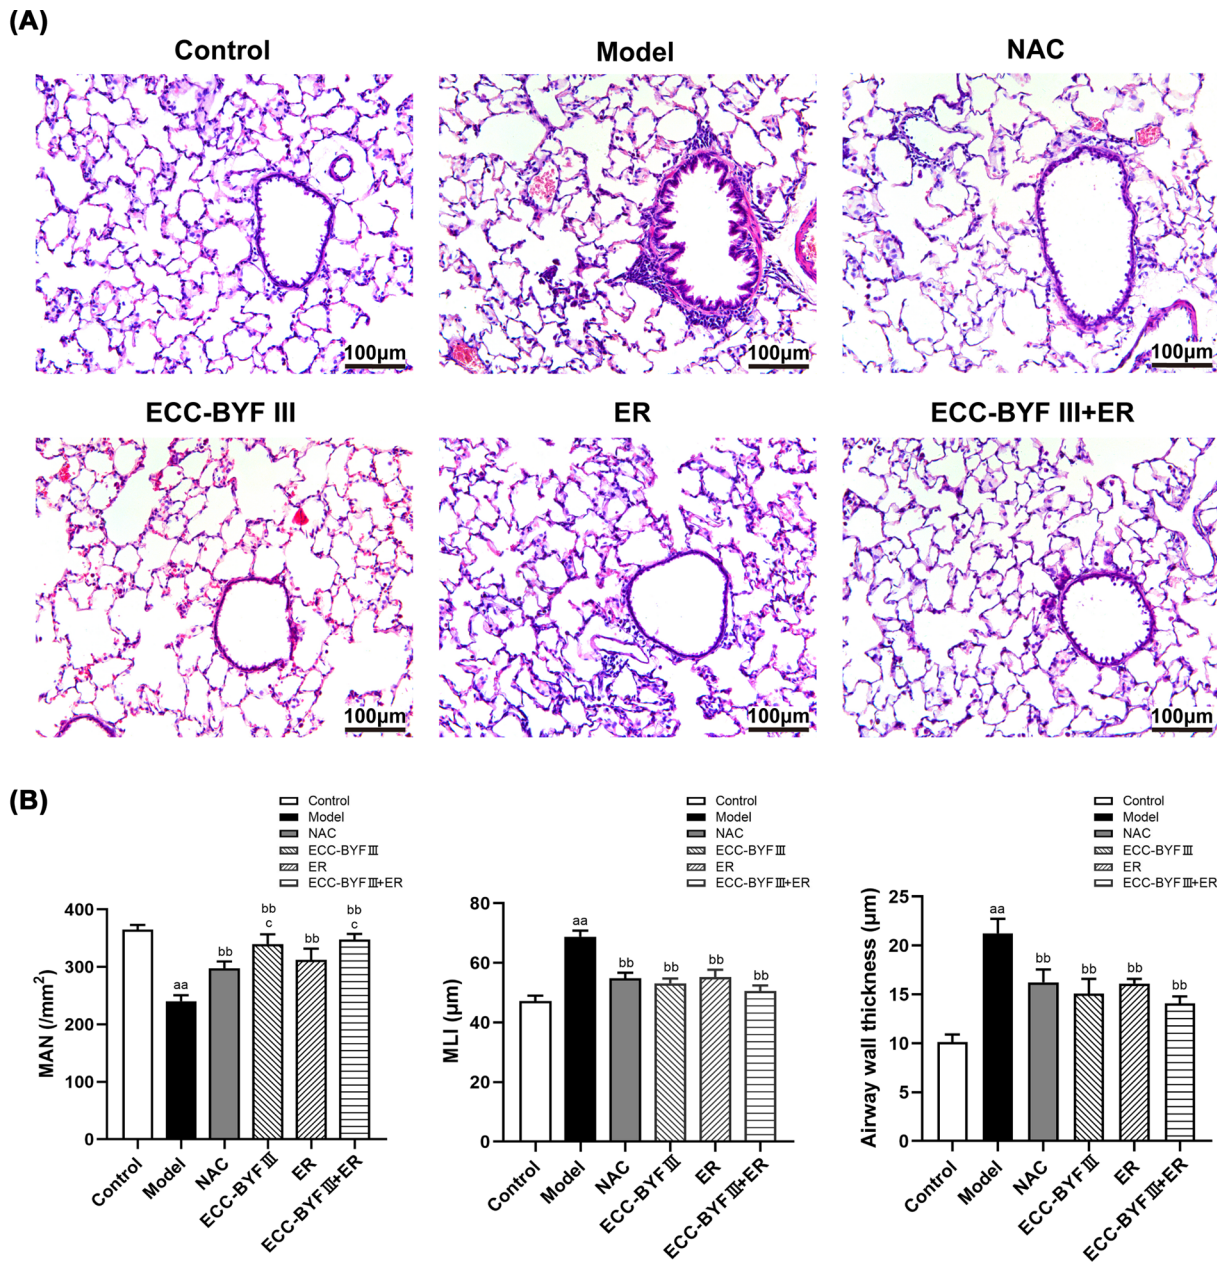 (A)
Control
Model
NAC
100μm
100μm
100μm
ECC-BYF III
ER
ECC-BYF III+ER
100μm
100μm
100μm
(B)
Control
Model
NAC
ECC-BYFⅢ
ER
ECC-BYFⅢ+ER
MAN (/mm²)
400
300
200
100
0
aa
bb
bb
c
bb
bb
c
Control
Model
NAC
ECC-BYFⅢ
ER
ECC-BYFⅢ+ER
Control
Model
NAC
ECC-BYFⅢ
ER
ECC-BYFⅢ+ER
MLI (μm)
80
60
40
20
0
aa
bb
bb
bb
bb
Control
Model
NAC
ECC-BYFⅢ
ER
ECC-BYFⅢ+ER
Control
Model
NAC
ECC-BYFⅢ
ER
ECC-BYFⅢ+ER
Airway wall thickness (μm)
25
20
15
10
5
0
aa
bb
bb
bb
bb
Control
Model
NAC
ECC-BYFⅢ
ER
ECC-BYFⅢ+ER